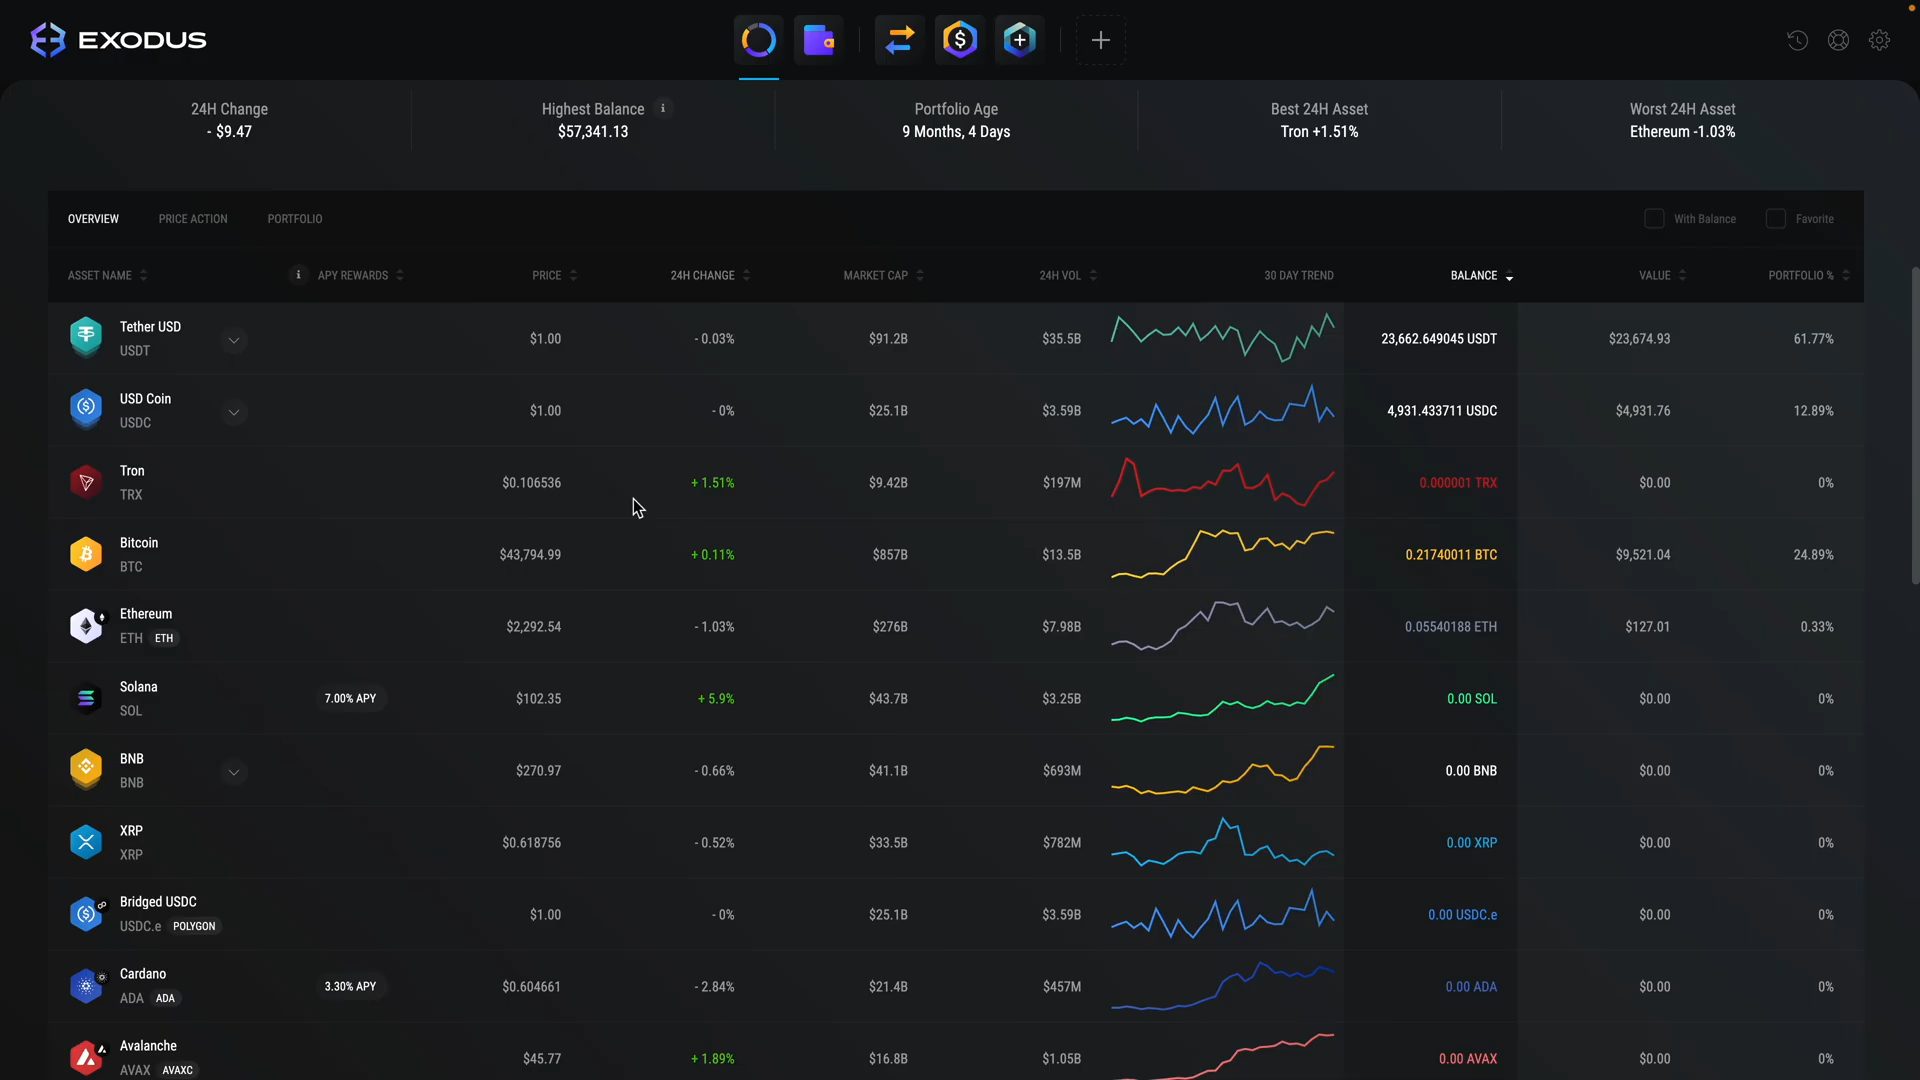 EXODUS
24H Change
- $9.47
Highest Balance
$57,341.13
Portfolio Age
9 Months, 4 Days
Best 24H Asset
Tron +1.51%
Worst 24H Asset
Ethereum -1.03%
OVERVIEW PRICE ACTION PORTFOLIO With Balance Favorite
ASSET NAME APY REWARDS PRICE 24H CHANGE MARKET CAP 24H VOL 30 DAY TREND BALANCE VALUE PORTFOLIO %
Tether USD
USDT
$1.00 - 0.03% $91.2B $35.5B 23,662.649045 USDT $23,674.93 61.77%
USD Coin
USDC
$1.00 - 0% $25.1B $3.59B 4,931.433711 USDC $4,931.76 12.89%
Tron
TRX
$0.106536 + 1.51% $9.42B $197M 0.000001 TRX $0.00 0%
Bitcoin
BTC
$43,794.99 + 0.11% $857B $13.5B 0.21740011 BTC $9,521.04 24.89%
Ethereum
ETH ETH
$2,292.54 - 1.03% $276B $7.98B 0.05540188 ETH $127.01 0.33%
Solana
SOL
7.00% APY $102.35 + 5.9% $43.7B $3.25B 0.00 SOL $0.00 0%
BNB
BNB
$270.97 - 0.66% $41.1B $693M 0.00 BNB $0.00 0%
XRP
XRP
$0.618756 - 0.52% $33.5B $782M 0.00 XRP $0.00 0%
Bridged USDC
USDC.e POLYGON
$1.00 - 0% $25.1B $3.59B 0.00 USDC.e $0.00 0%
Cardano
ADA ADA
3.30% APY $0.604661 - 2.84% $21.4B $457M 0.00 ADA $0.00 0%
Avalanche
AVAX AVAXC
$45.77 + 1.89% $16.8B $1.05B 0.00 AVAX $0.00 0%